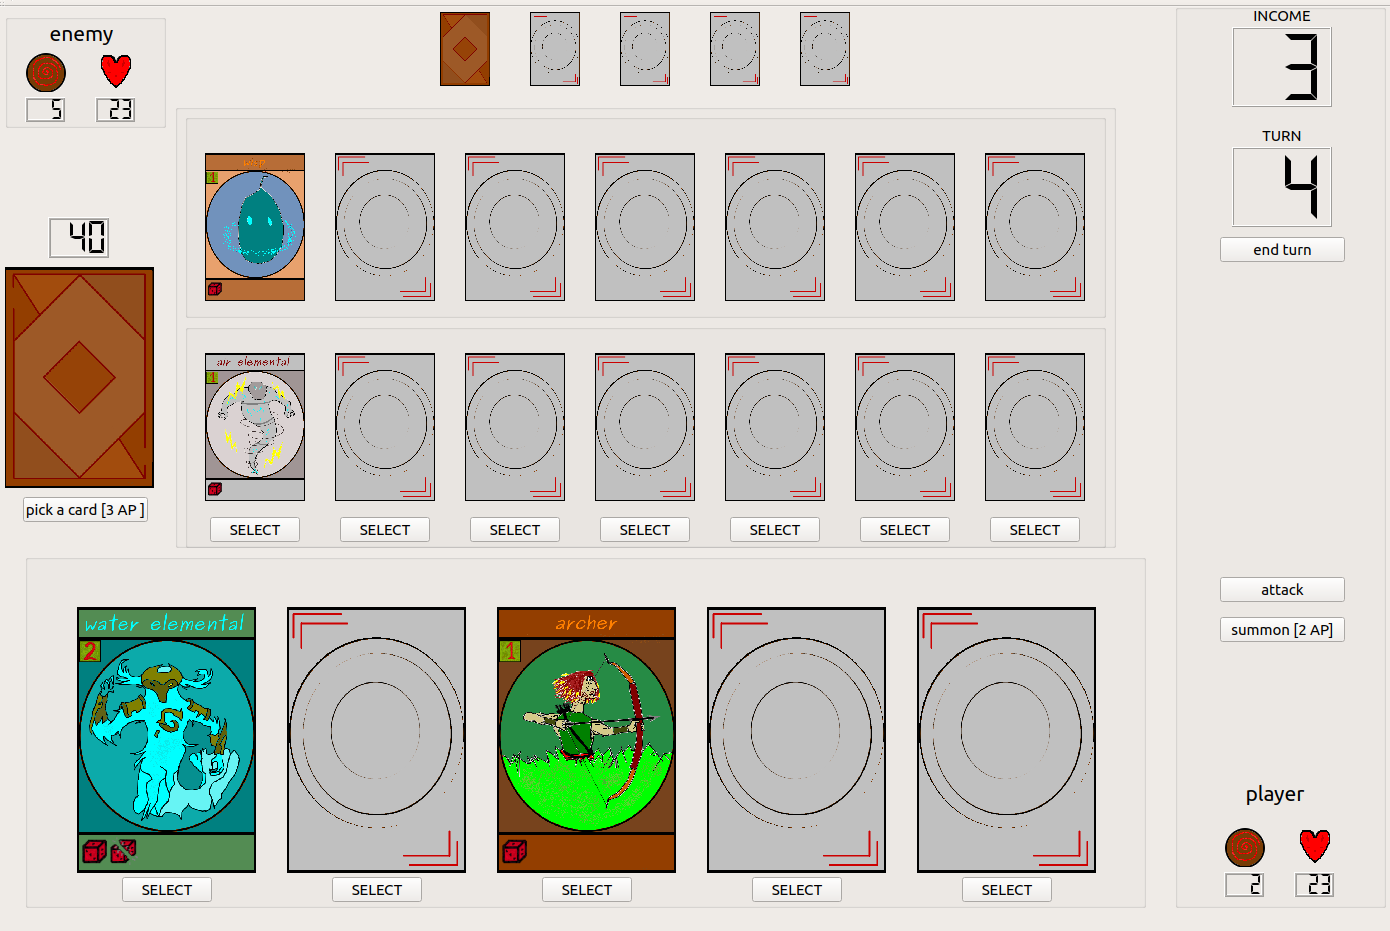 enemy
5 23
INCOME
3
TURN
4
end turn
wisp
1
40
pick a card [3 AP ]
air elemental
1
SELECT SELECT SELECT SELECT SELECT SELECT SELECT
attack
summon [2 AP]
water elemental archer
2 1
SELECT SELECT SELECT SELECT SELECT
player
2 23